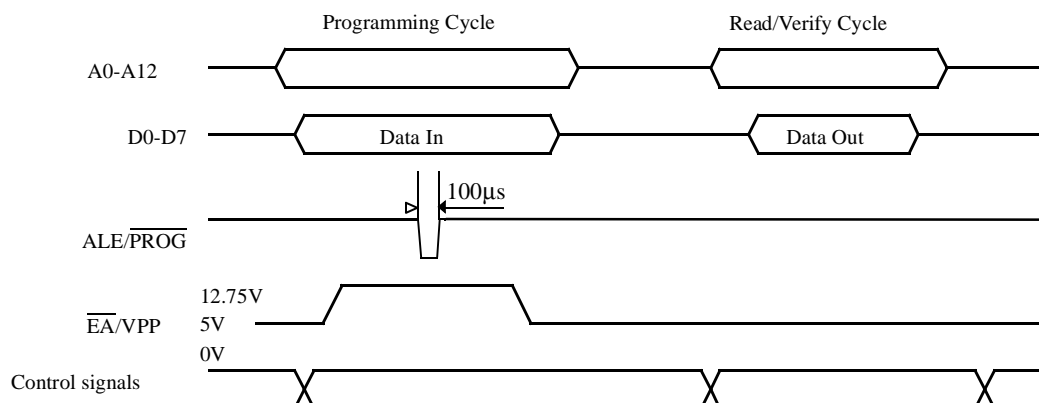 Programming Cycle
Read/Verify Cycle
A0-A12
D0-D7
Data In
Data Out
100µs
ALE/PROG
12.75V
EA/VPP
5V
0V
Control signals